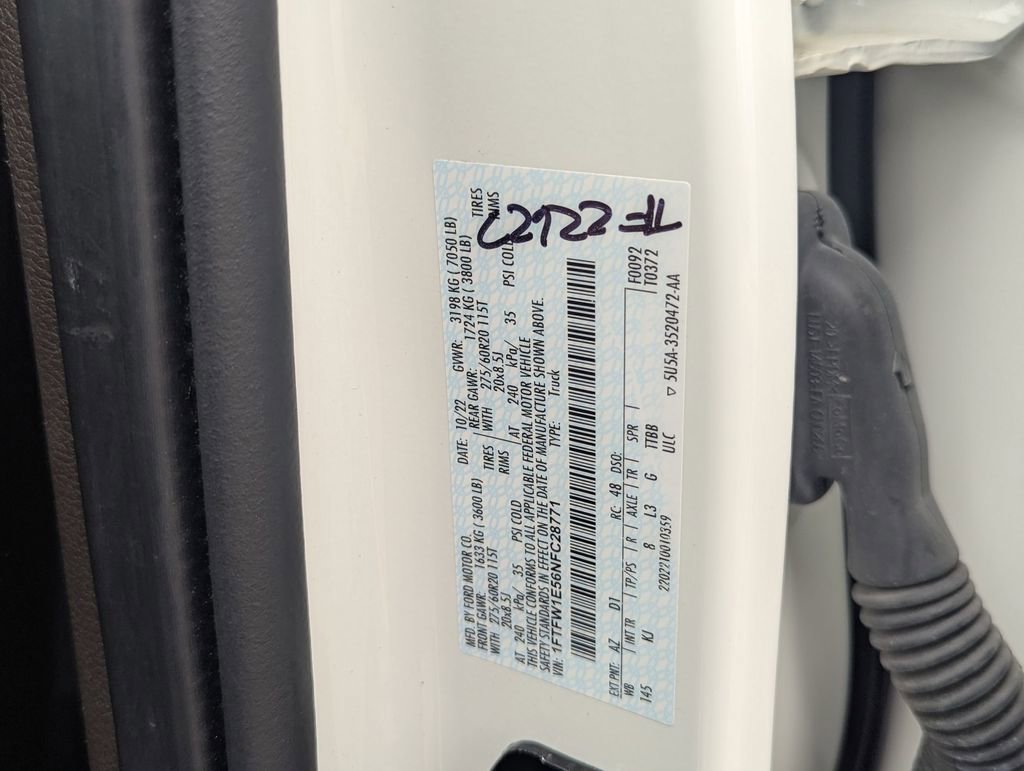 MFD. BY FORD MOTOR CO.
DATE: 10/22 GVWR: 3198 KG ( 7050 LB)
FRONT GAWR: 1633 KG ( 3600 LB)
REAR GAWR: 1724 KG ( 3800 LB)
WITH 275/60R20 115T TIRES
WITH 275/60R20 115T TIRES
20x8.5J RIMS
20x8.5J
AT 240 kPa/ 35 PSI COLD
AT 240 kPa/ 35 PSI COLD
THIS VEHICLE CONFORMS TO ALL APPLICABLE FEDERAL MOTOR VEHICLE
SAFETY STANDARDS IN EFFECT ON THE DATE OF MANUFACTURE SHOWN ABOVE.
VIN: 1FTFW1E56NFC28771
TYPE: Truck
F0092
T0372
EXT PNT: AZ D1 RC: 48 DSO:
WB | INT TR | TP/PS | R | AXLE | TR | SPR |
145 KJ 8 L3 G TTBB
2202210010359 ULC
▽ 5U5A-3520472-AA